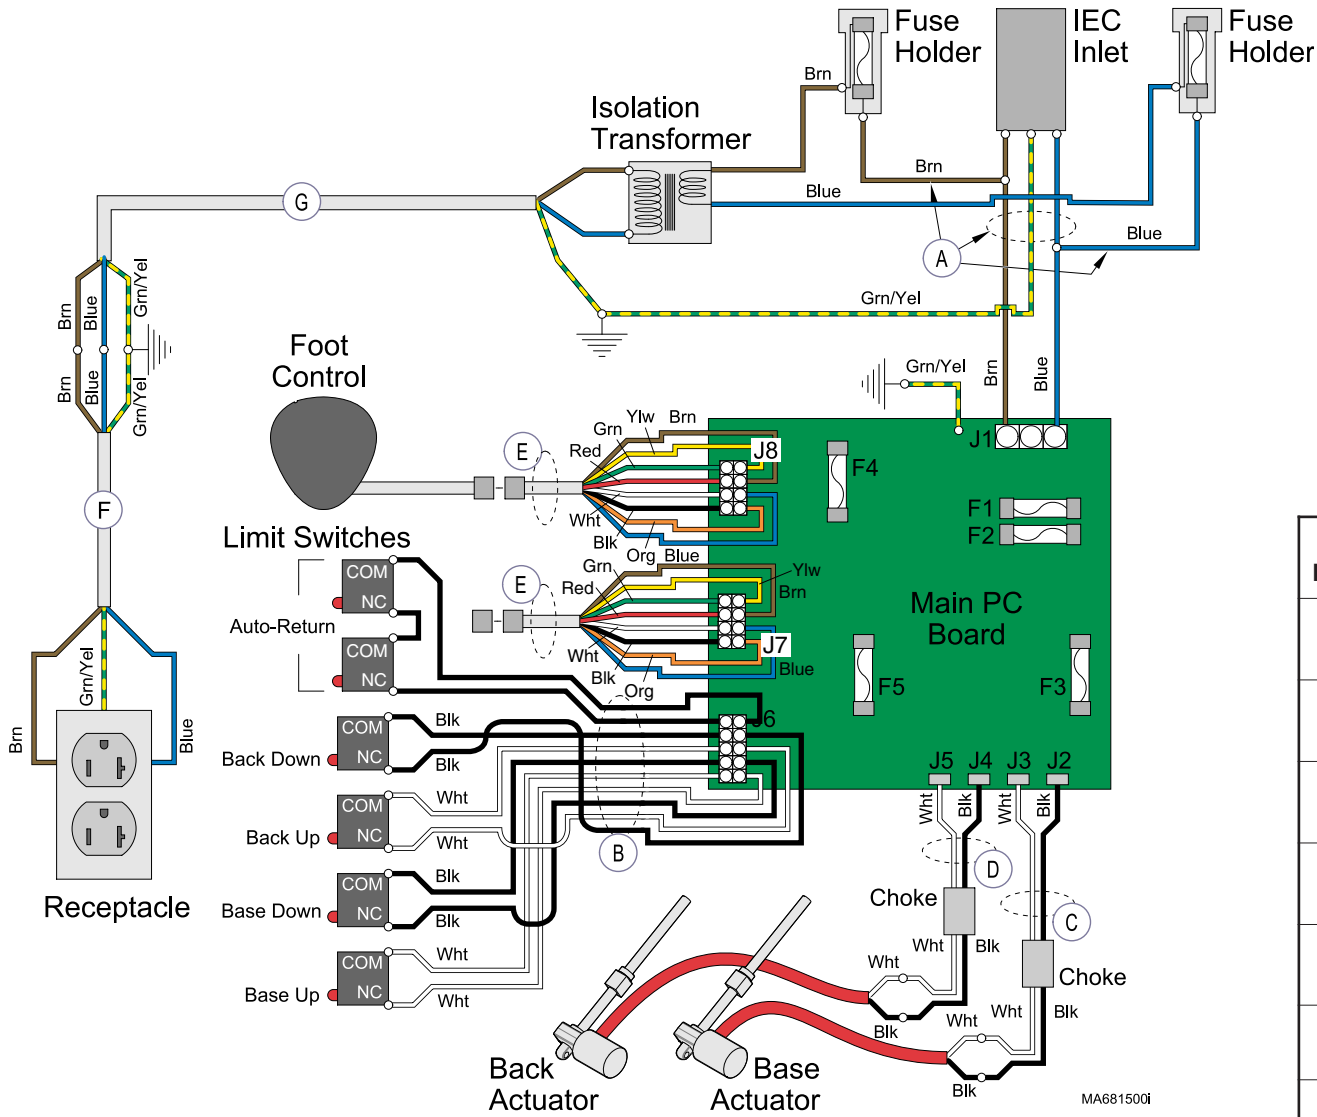 Fuse
Holder
IEC
Inlet
Fuse
Holder
Brn
Isolation
Transformer
Brn
Blue
G
A
Blue
Grn/Yel
Brn
Blue
Grn/Yel
Brn
Blue
Grn/Yel
Foot
Control
Grn/Yel
Brn
Blue
J1
Ylw
Brn
Grn
Red
E
J8
F4
F1
F2
Wht
Blk
Org
Blue
F
Limit Switches
COM
NC
Auto-Return
COM
NC
Grn
Red
E
Ylw
Brn
Main PC
Board
J7
Wht
Blk
Org
Blue
F5
F3
Brn
Grn/Yel
Blue
J6
COM
NC
Back Down
Blk
Blk
J5
J4
J3
J2
Wht
Blk
Wht
Blk
COM
NC
Back Up
Wht
Wht
B
D
C
Receptacle
COM
NC
Base Down
Blk
Blk
Choke
Wht
Blk
Choke
COM
NC
Base Up
Wht
Wht
Wht
Blk
Wht
Blk
Blk
Back
Actuator
Base
Actuator
MA681500i